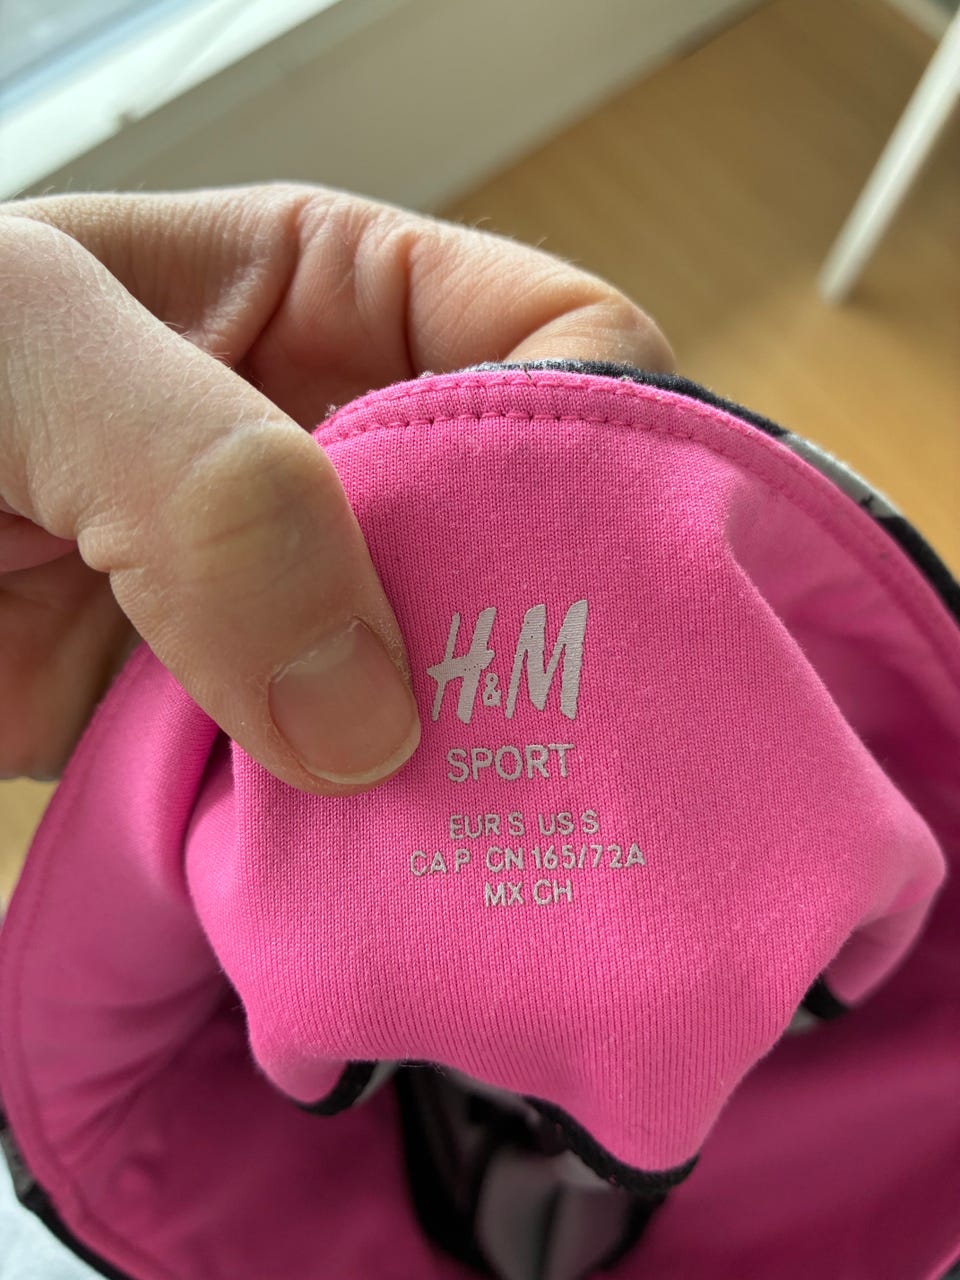 H&M
SPORT
EUR S US S
CA P CN 165/72A
MX CH